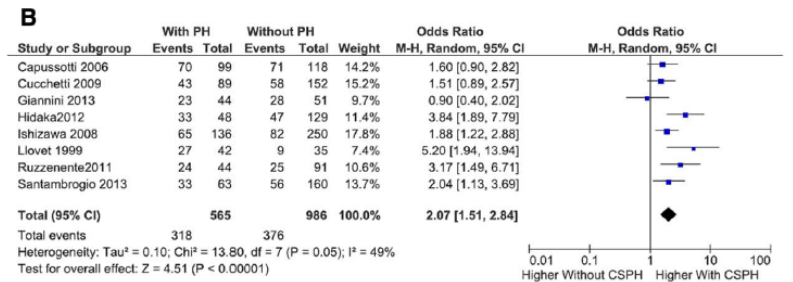 B
With PH Without PH Odds Ratio Odds Ratio
Study or Subgroup Events Total Events Total Weight M-H, Random, 95% CI M-H, Random, 95% CI
Capussotti 2006 70 99 71 118 14.2% 1.60 [0.90, 2.82]
Cucchetti 2009 43 89 58 152 15.2% 1.51 [0.89, 2.57]
Giannini 2013 23 44 28 51 9.7% 0.90 [0.40, 2.02]
Hidaka2012 33 48 47 129 11.4% 3.84 [1.89, 7.79]
Ishizawa 2008 65 136 82 250 17.8% 1.88 [1.22, 2.88]
Llovet 1999 27 42 9 35 7.4% 5.20 [1.94, 13.94]
Ruzzenente2011 24 44 25 91 10.6% 3.17 [1.49, 6.71]
Santambrogio 2013 33 63 56 160 13.7% 2.04 [1.13, 3.69]
Total (95% CI) 565 986 100.0% 2.07 [1.51, 2.84]
Total events 318 376
Heterogeneity: Tau² = 0.10; Chi² = 13.80, df = 7 (P = 0.05); I² = 49%
Test for overall effect: Z = 4.51 (P < 0.00001)
0.01 0.1 1 10 100
Higher Without CSPH Higher With CSPH